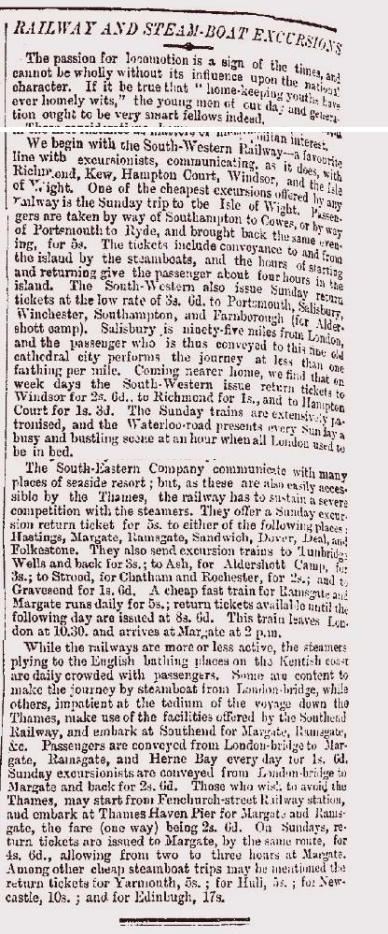 RAILWAY AND STEAM-BOAT EXCURSIONS
The passion for locomotion is a sign of the times, and
cannot be wholly without its influence upon the national
character. If it be true that "home-keeping youths have
ever homely wits," the young men of our day and genera-
tion ought to be very smart fellows indeed.
interest.
We begin with the South-Western Railway—a favourite
line with excursionists, communicating, as it does, with
Richmond, Kew, Hampton Court, Windsor, and the Isle
of Wight. One of the cheapest excursions offered by any
railway is the Sunday trip to the Isle of Wight. Passen-
gers are taken by way of Southampton to Cowes, or by way
of Portsmouth to Ryde, and brought back the same even-
ing, for 5s. The tickets include conveyance to and from
the island by the steamboats, and the hours of starting
and returning give the passenger about four hours in the
island. The South-Western also issue Sunday return
tickets at the low rate of 3s. 6d. to Portsmouth, Salisbury,
Winchester, Southampton, and Farnborough (for Alder-
shott camp). Salisbury is ninety-five miles from London,
and the passenger who is thus conveyed to this fine old
cathedral city performs the journey at less than one
farthing per mile. Coming nearer home, we find that on
week days the South-Western issue return tickets to
Windsor for 2s. 6d., to Richmond for 1s., and to Hampton
Court for 1s. 3d. The Sunday trains are extensively pa-
tronised, and the Waterloo-road presents every Sunday a
busy and bustling scene at an hour when all London used to
be in bed.
The South-Eastern Company communicate with many
places of seaside resort; but, as these are also easily acces-
sible by the Thames, the railway has to sustain a severe
competition with the steamers. They offer a Sunday excur-
sion return ticket for 5s. to either of the following places:
Hastings, Margate, Ramsgate, Sandwich, Dover, Deal, and
Folkestone. They also send excursion trains to Tunbridge
Wells and back for 3s.; to Ash, for Aldershott Camp, for
3s.; to Strood, for Chatham and Rochester, for 2s.; and to
Gravesend for 1s. 6d. A cheap fast train for Ramsgate and
Margate runs daily for 5s.; return tickets available until the
following day are issued at 8s. 6d. This train leaves Lon-
don at 10.30. and arrives at Margate at 2 p.m.
While the railways are more or less active, the steamers
plying to the English bathing places on the Kentish coast
are daily crowded with passengers. Some are content to
make the journey by steamboat from London-bridge, while
others, impatient at the tedium of the voyage down the
Thames, make use of the facilities offered by the Southend
Railway, and embark at Southend for Margate, Ramsgate,
&c. Passengers are conveyed from London-bridge to Mar-
gate, Ramsgate, and Herne Bay every day for 1s. 6d.
Sunday excursionists are conveyed from London-bridge to
Margate and back for 2s. 6d. Those who wish to avoid the
Thames, may start from Fenchurch-street Railway station,
and embark at Thames Haven Pier for Margate and Rams-
gate, the fare (one way) being 2s. 6d. On Sundays, re-
turn tickets are issued to Margate, by the same route, for
4s. 6d., allowing from two to three hours at Margate.
Among other cheap steamboat trips may be mentioned the
return tickets for Yarmouth, 5s.; for Hull, 5s.; for New-
castle, 10s.; and for Edinburgh, 17s.